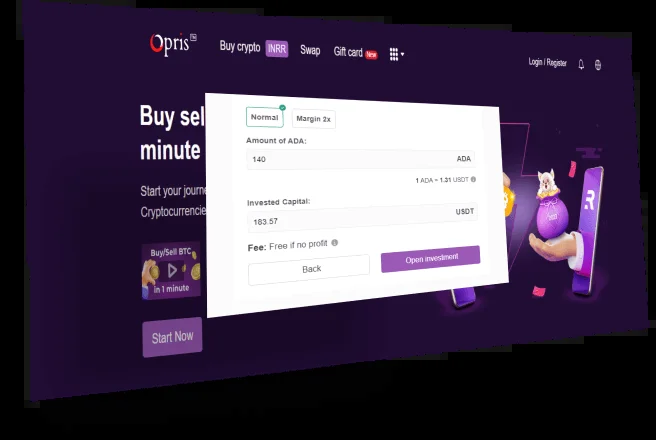 Opris TM
Buy crypto INRR Swap Gift card New
Login / Register
Buy sel
minute
Start your journe
Cryptocurrencie
Buy/Sell BTC
in 1 minute
Start Now
Normal Margin 2x
Amount of ADA:
140 ADA
1 ADA ~ 1.31 USDT
Invested Capital:
183.57 USDT
Fee: Free if no profit
Back Open investment
R